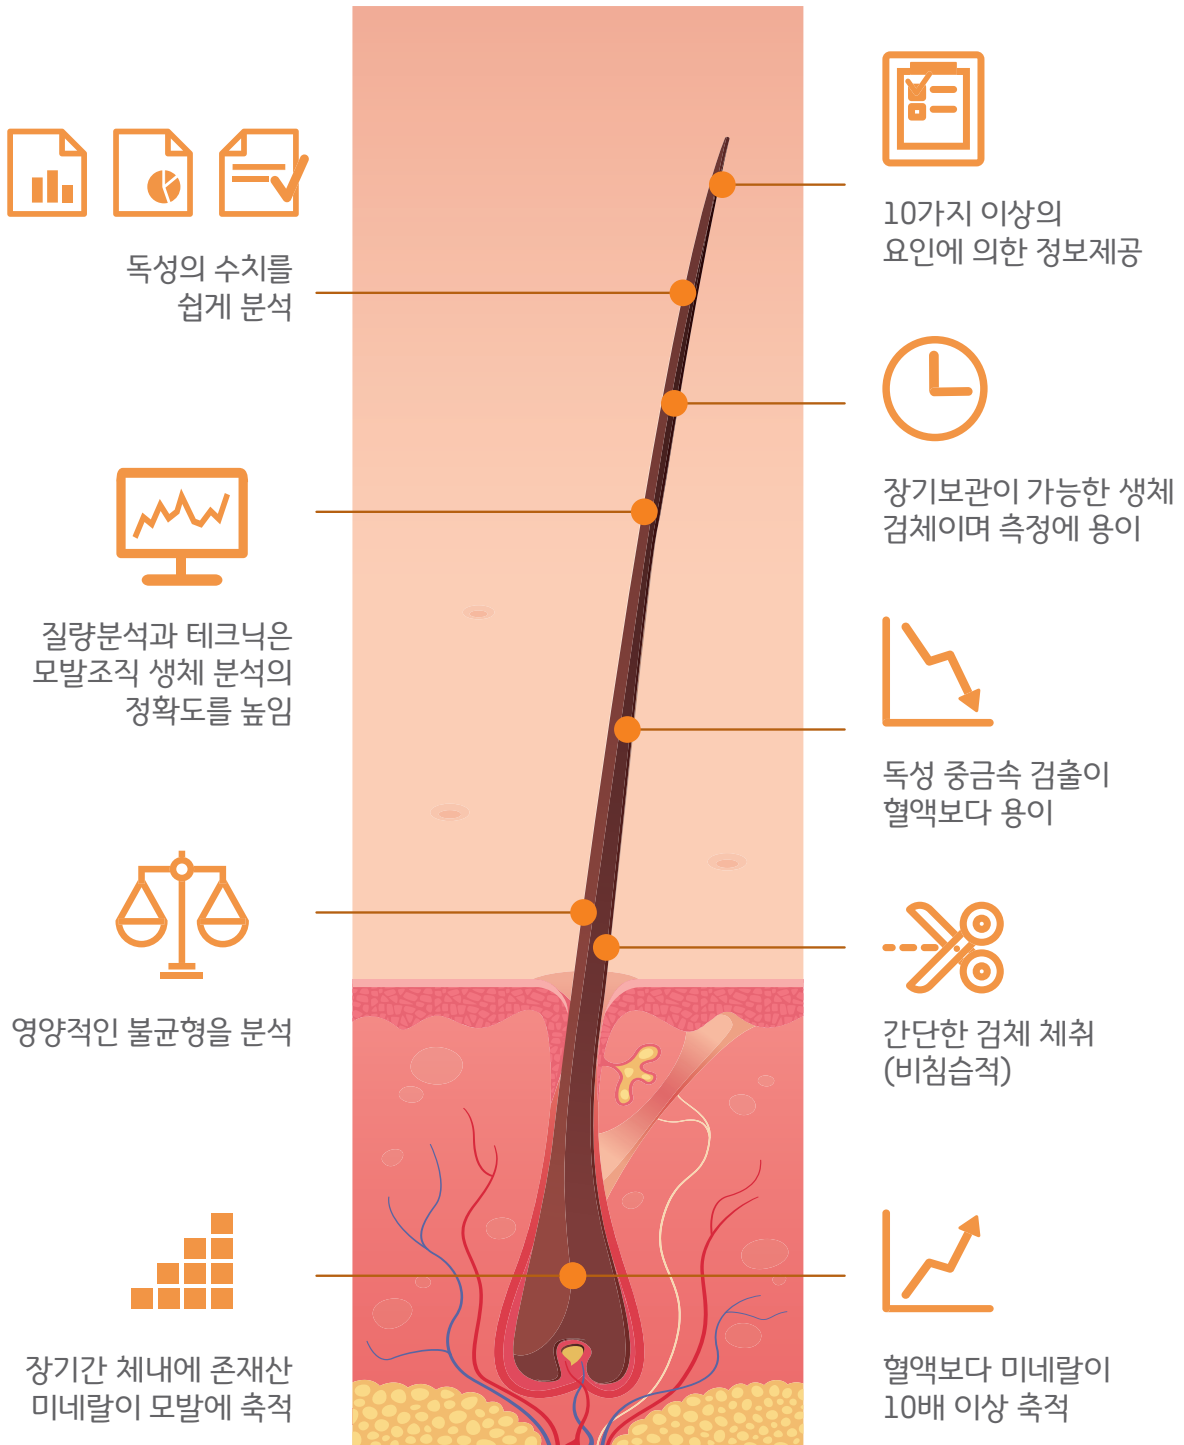 독성의 수치를
쉽게 분석
질량분석과 테크닉은
모발조직 생체 분석의
정확도를 높임
영양적인 불균형을 분석
장기간 체내에 존재산
미네랄이 모발에 축적
10가지 이상의
요인에 의한 정보제공
장기보관이 가능한 생체
검체이며 측정에 용이
독성 중금속 검출이
혈액보다 용이
간단한 검체 체취
(비침습적)
혈액보다 미네랄이
10배 이상 축적